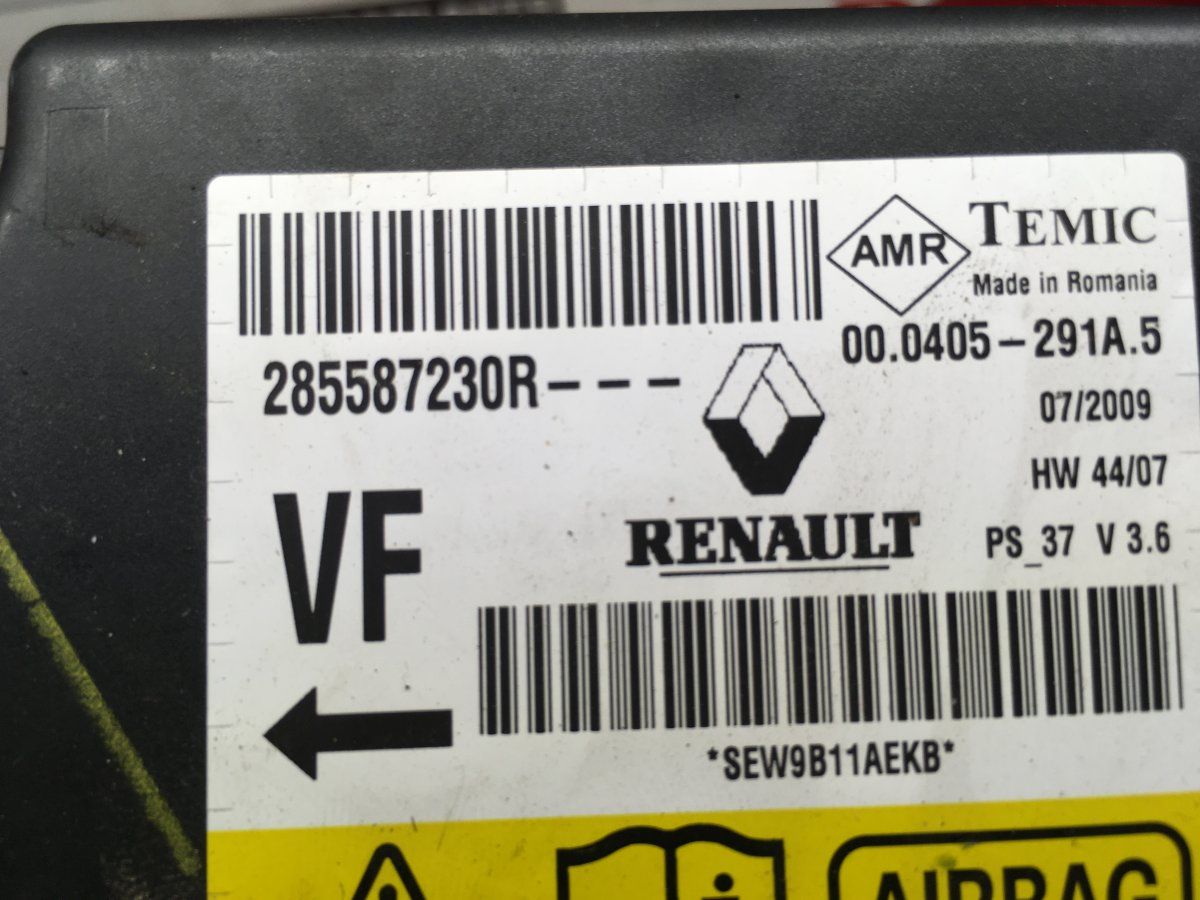 AMR
TEMIC
Made in Romania
00.0405-291A.5
285587230R---
07/2009
HW 44/07
VF
RENAULT
PS_37 V 3.6
*SEW9B11AEKB*
AIRBAG